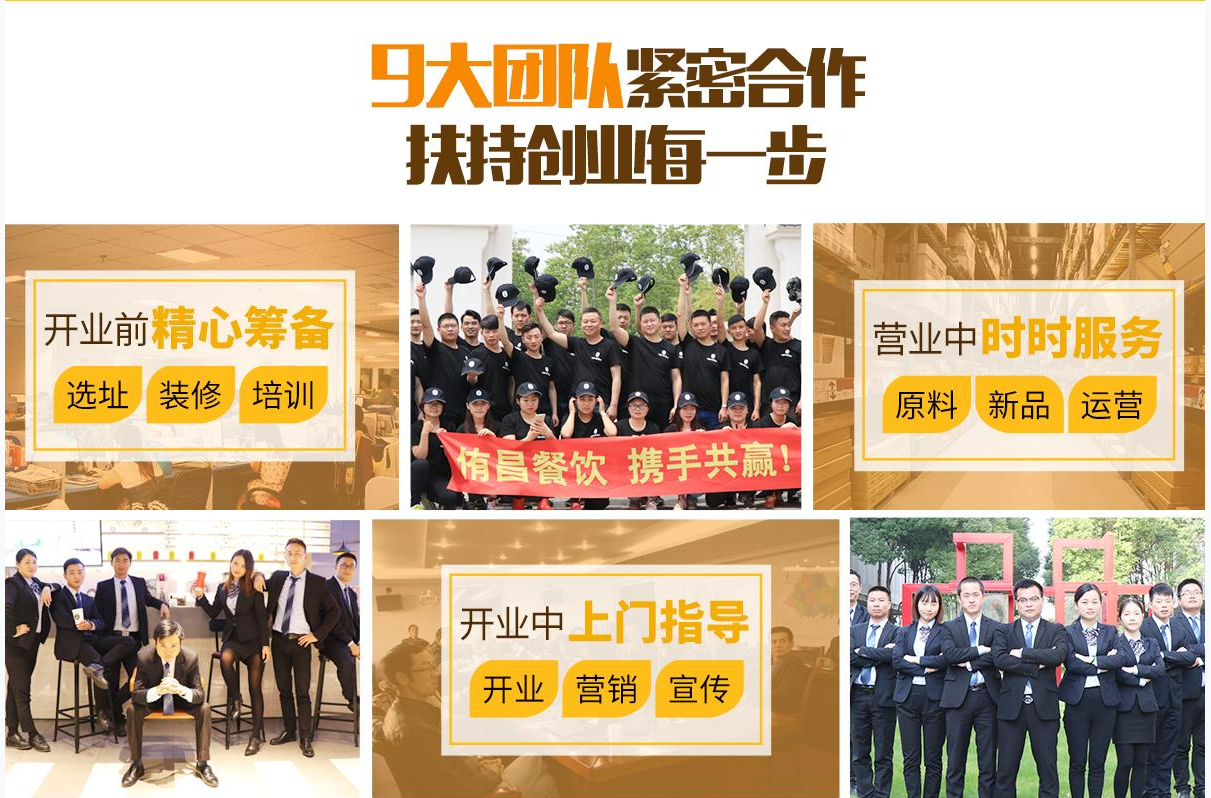 9大团队紧密合作
扶持创业每一步
开业前精心筹备
选址 装修 培训
侑昌餐饮 携手共赢!
营业中时时服务
原料 新品 运营
开业中上门指导
开业 营销 宣传